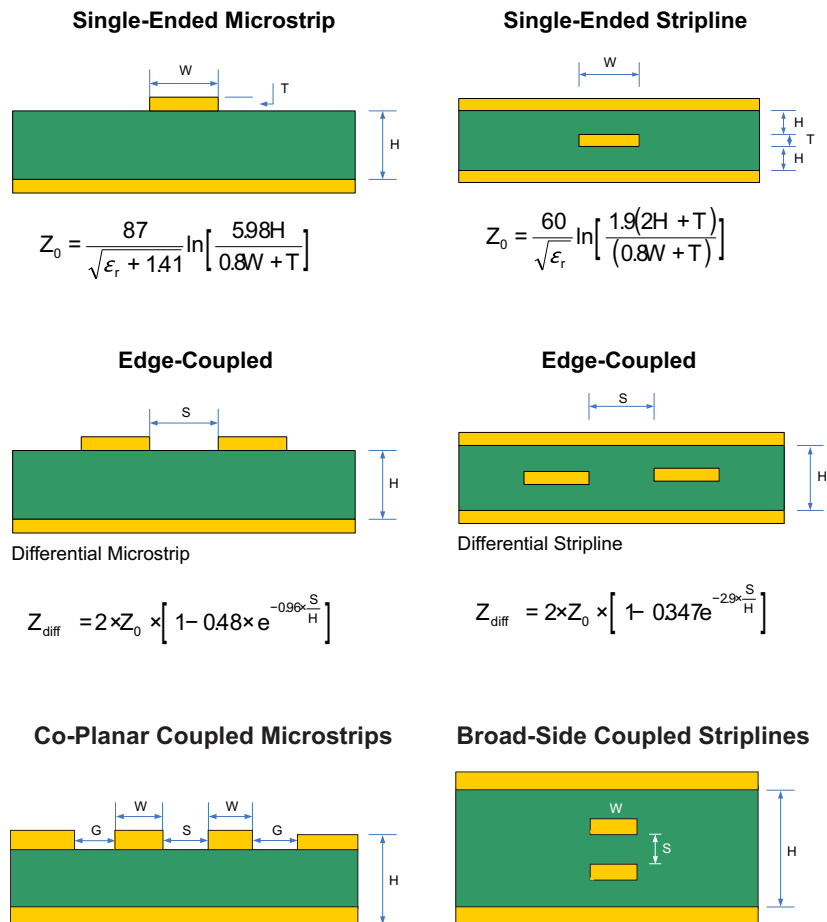 Single-Ended Microstrip
W
T
H
Z0 = 87 / √(εr + 1.41) ln[ 5.98H / 0.8W + T ]
Single-Ended Stripline
W
H
T
H
Z0 = 60 / √εr ln[ 1.9(2H + T) / (0.8W + T) ]
Edge-Coupled
S
H
Differential Microstrip
Zdiff = 2×Z0 ×[ 1− 0.48× e^(−0.96×S/H) ]
Edge-Coupled
S
H
Differential Stripline
Zdiff = 2×Z0 ×[ 1− 0.347e^(−2.9×S/H) ]
Co-Planar Coupled Microstrips
W W
G S G
H
Broad-Side Coupled Striplines
W
S
H